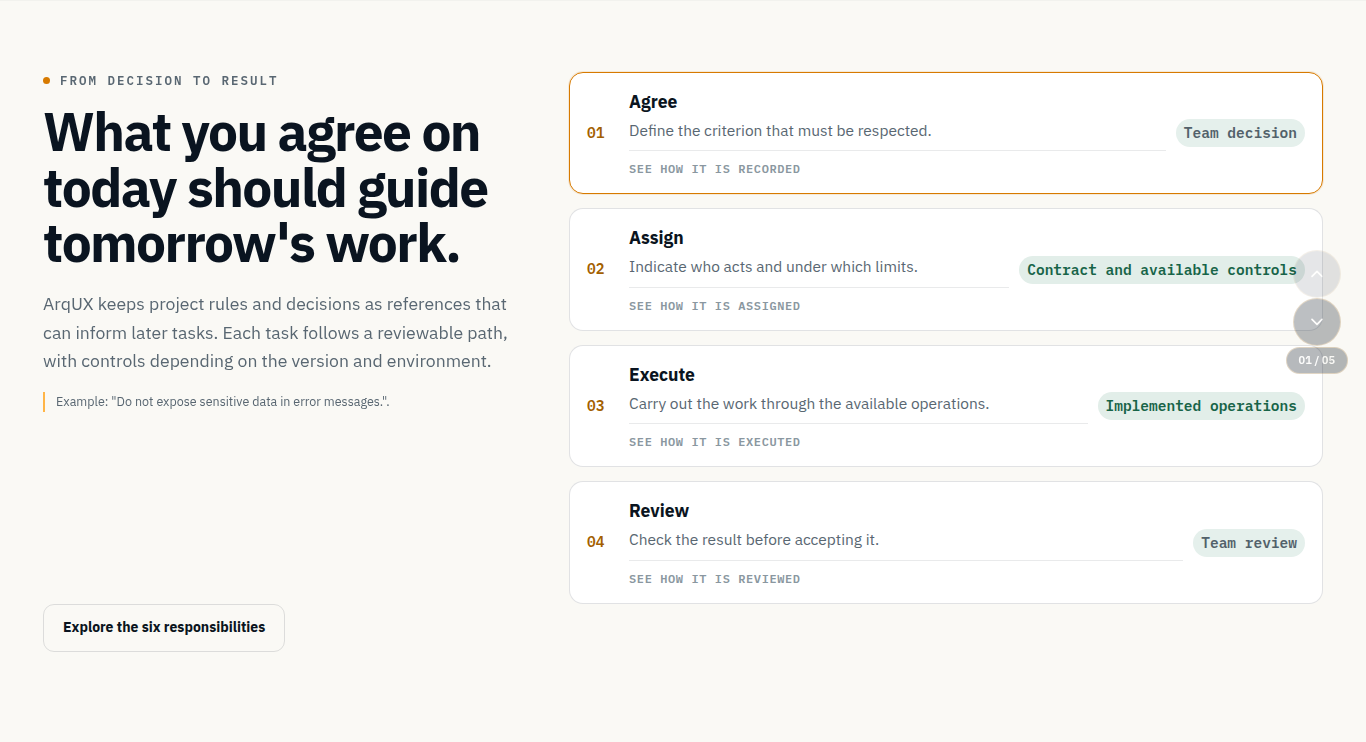 FROM DECISION TO RESULT
What you agree on
today should guide
tomorrow's work.
ArqUX keeps project rules and decisions as references that
can inform later tasks. Each task follows a reviewable path,
with controls depending on the version and environment.
Example: "Do not expose sensitive data in error messages.".
Explore the six responsibilities
01
Agree
Define the criterion that must be respected.
Team decision
SEE HOW IT IS RECORDED
02
Assign
Indicate who acts and under which limits.
Contract and available controls
SEE HOW IT IS ASSIGNED
03
Execute
Carry out the work through the available operations.
Implemented operations
SEE HOW IT IS EXECUTED
04
Review
Check the result before accepting it.
Team review
SEE HOW IT IS REVIEWED
01 / 05